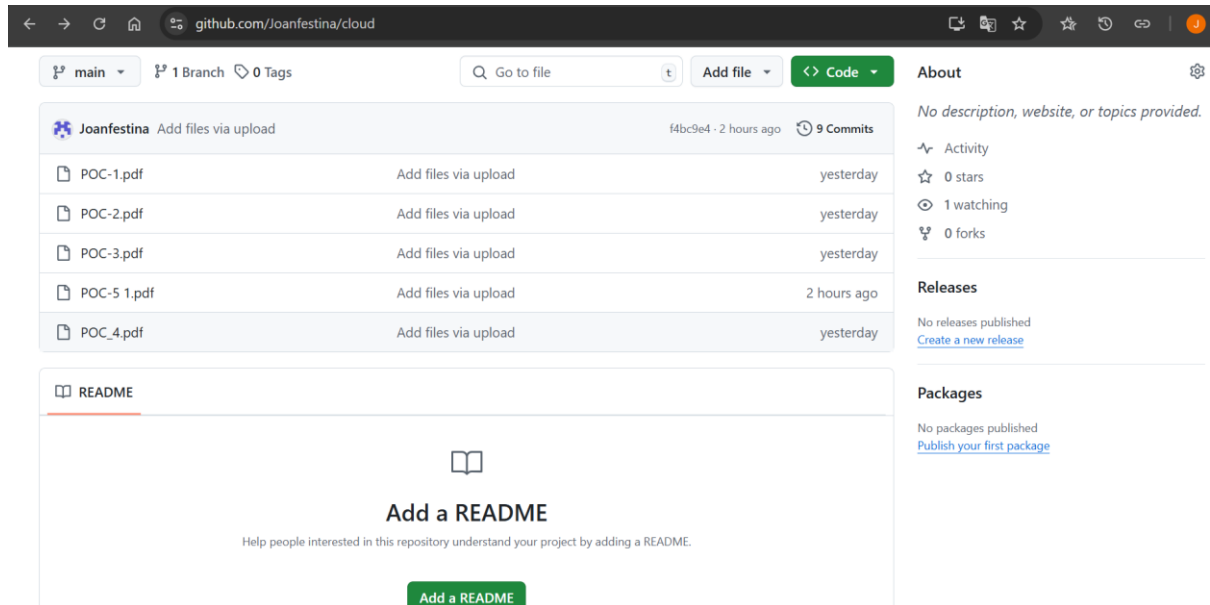 github.com/Joanfestina/cloud
J
main
1 Branch
0 Tags
Go to file
t
Add file
Code
Joanfestina Add files via upload
f4bc9e4 · 2 hours ago
9 Commits
POC-1.pdf Add files via upload yesterday
POC-2.pdf Add files via upload yesterday
POC-3.pdf Add files via upload yesterday
POC-5 1.pdf Add files via upload 2 hours ago
POC_4.pdf Add files via upload yesterday
README
Add a README
Help people interested in this repository understand your project by adding a README.
Add a README
About
No description, website, or topics provided.
Activity
0 stars
1 watching
0 forks
Releases
No releases published
Create a new release
Packages
No packages published
Publish your first package